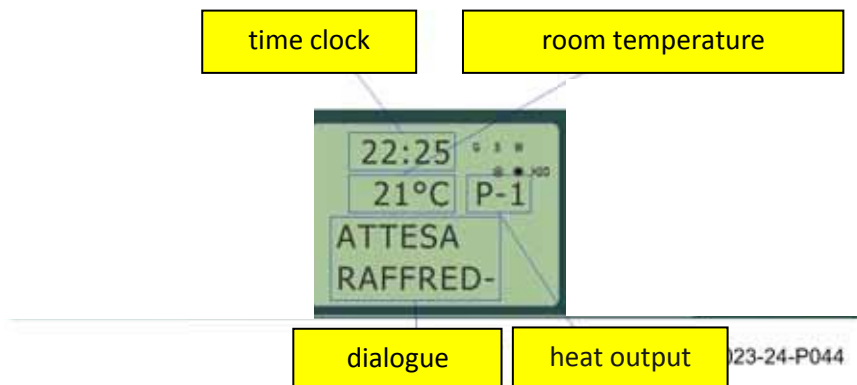 time clock
room temperature
22:25
21°C P-1
ATTESA
RAFFRED-
dialogue
heat output
023-24-P044